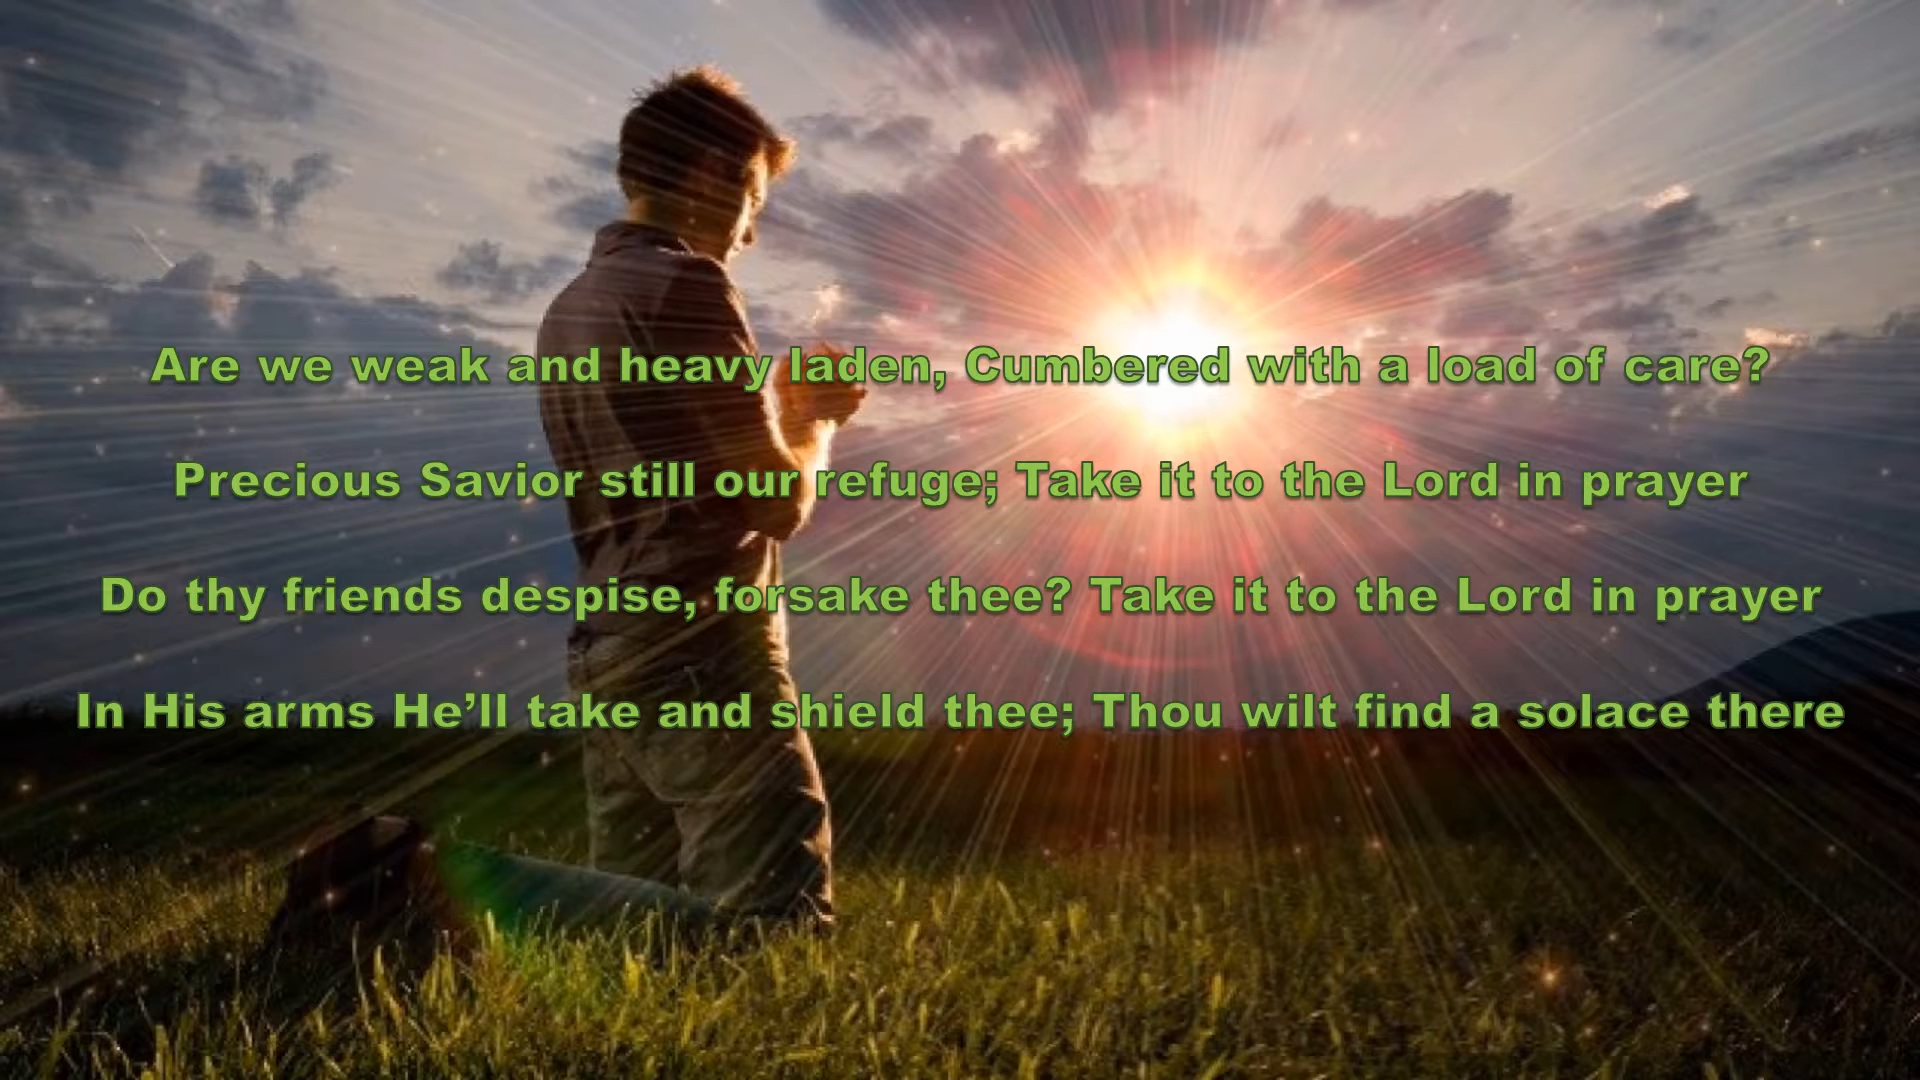 Are we weak and heavy laden, Cumbered with a load of care?
Precious Savior still our refuge; Take it to the Lord in prayer
Do thy friends despise, forsake thee? Take it to the Lord in prayer
In His arms He’ll take and shield thee; Thou wilt find a solace there